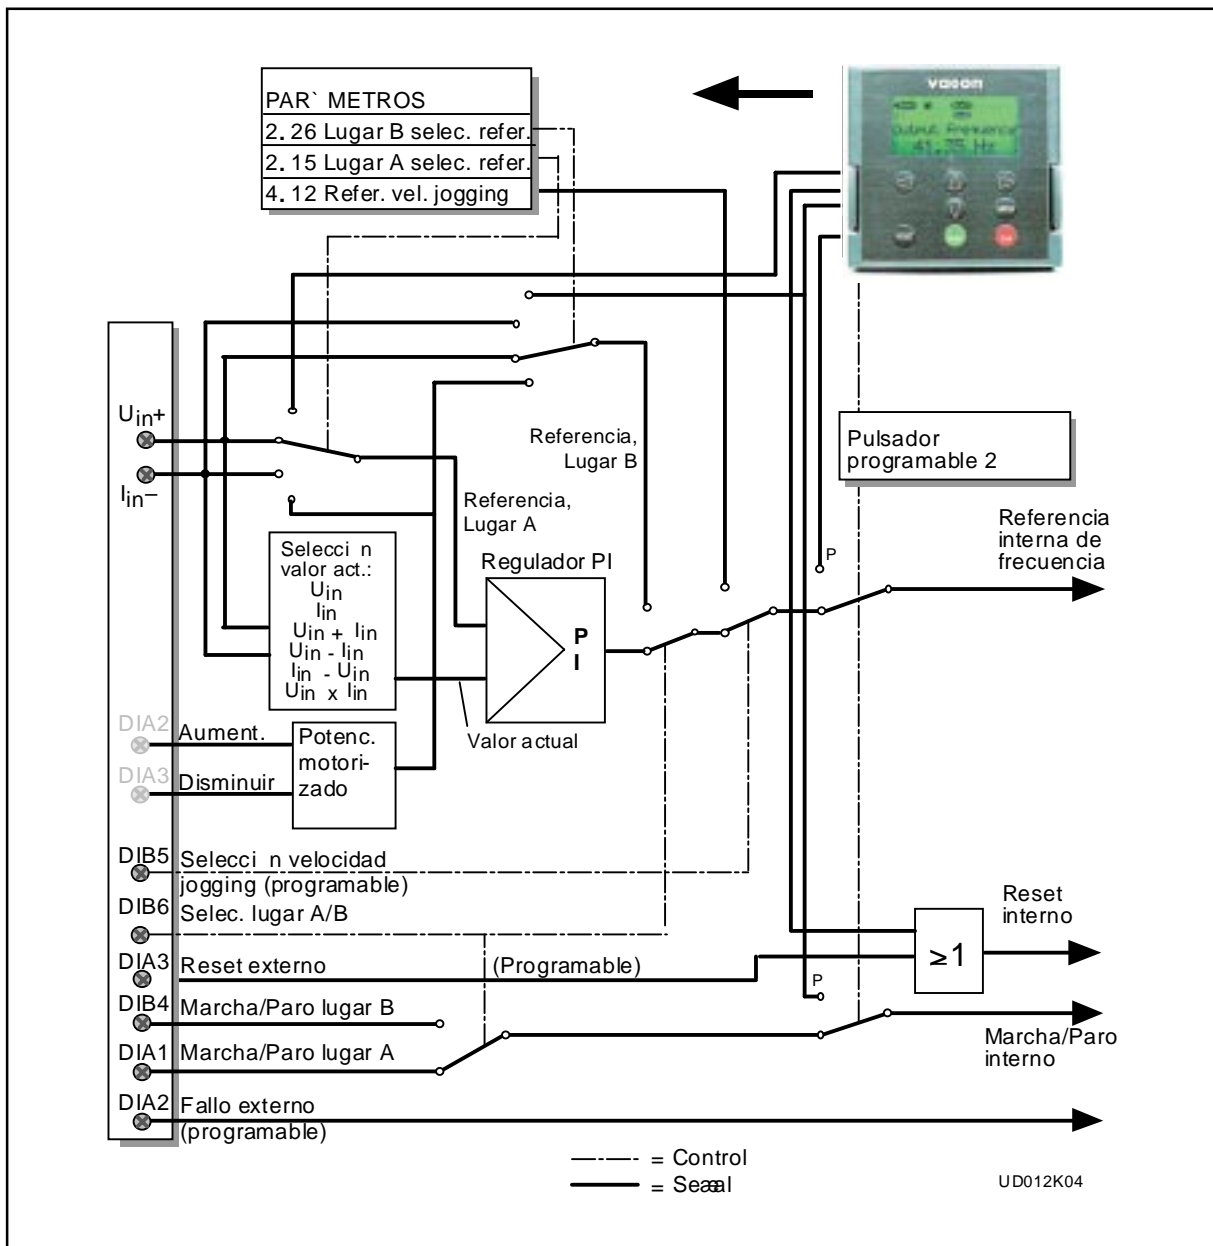 PAR` METROS
2. 26 Lugar B selec. refer.
2. 15 Lugar A selec. refer.
4. 12 Refer. vel. jogging
vacon
Output Frequency
41.75 Hz
Uin+
Iin−
Referencia,
Lugar B
Pulsador
programable 2
Referencia,
Lugar A
Referencia
interna de
frecuencia
Selecci n
valor act.:
Uin
Iin
Uin + Iin
Uin - Iin
Iin - Uin
Uin x Iin
Regulador PI
P
I
P
Valor actual
DIA2
Aument.
DIA3
Disminuir
Potenc.
motori-
zado
DIB5 Selecci n velocidad
jogging (programable)
DIB6 Selec. lugar A/B
DIA3 Reset externo (Programable)
≥1
Reset
interno
P
DIB4 Marcha/Paro lugar B
DIA1 Marcha/Paro lugar A
Marcha/Paro
interno
DIA2 Fallo externo
(programable)
= Control
= Seæal
UD012K04